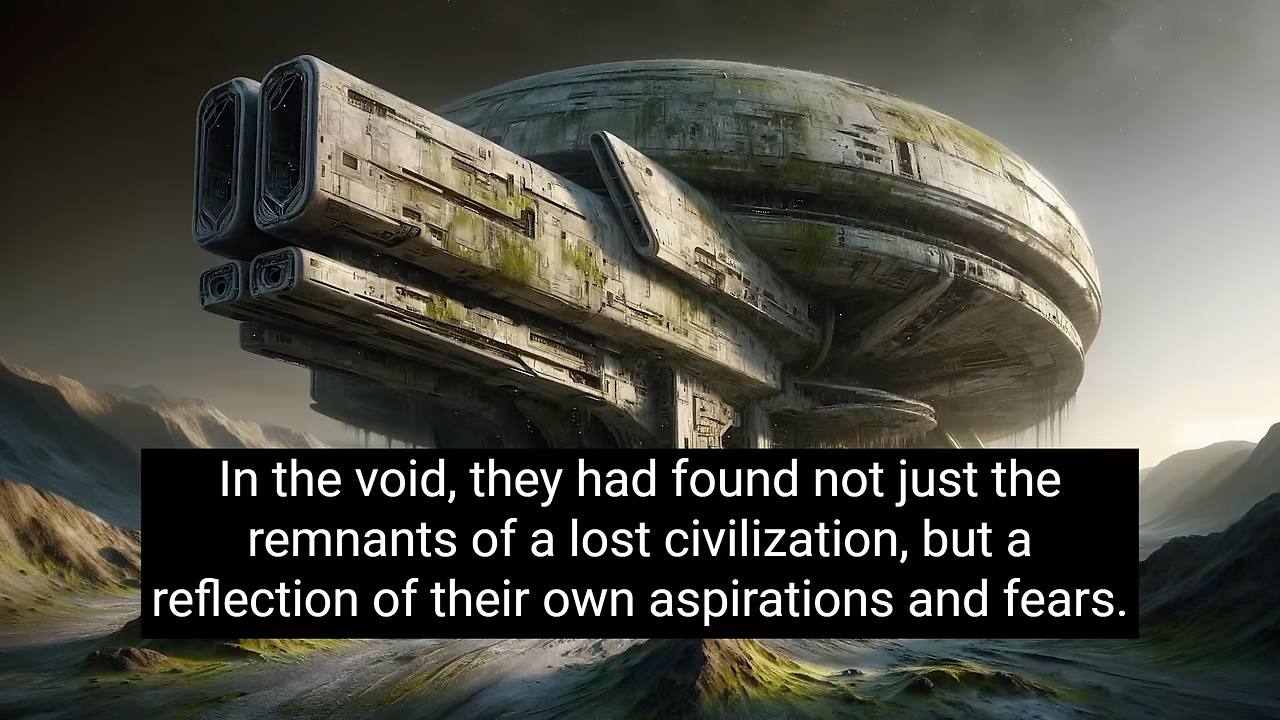 In the void, they had found not just the
remnants of a lost civilization, but a
reflection of their own aspirations and fears.